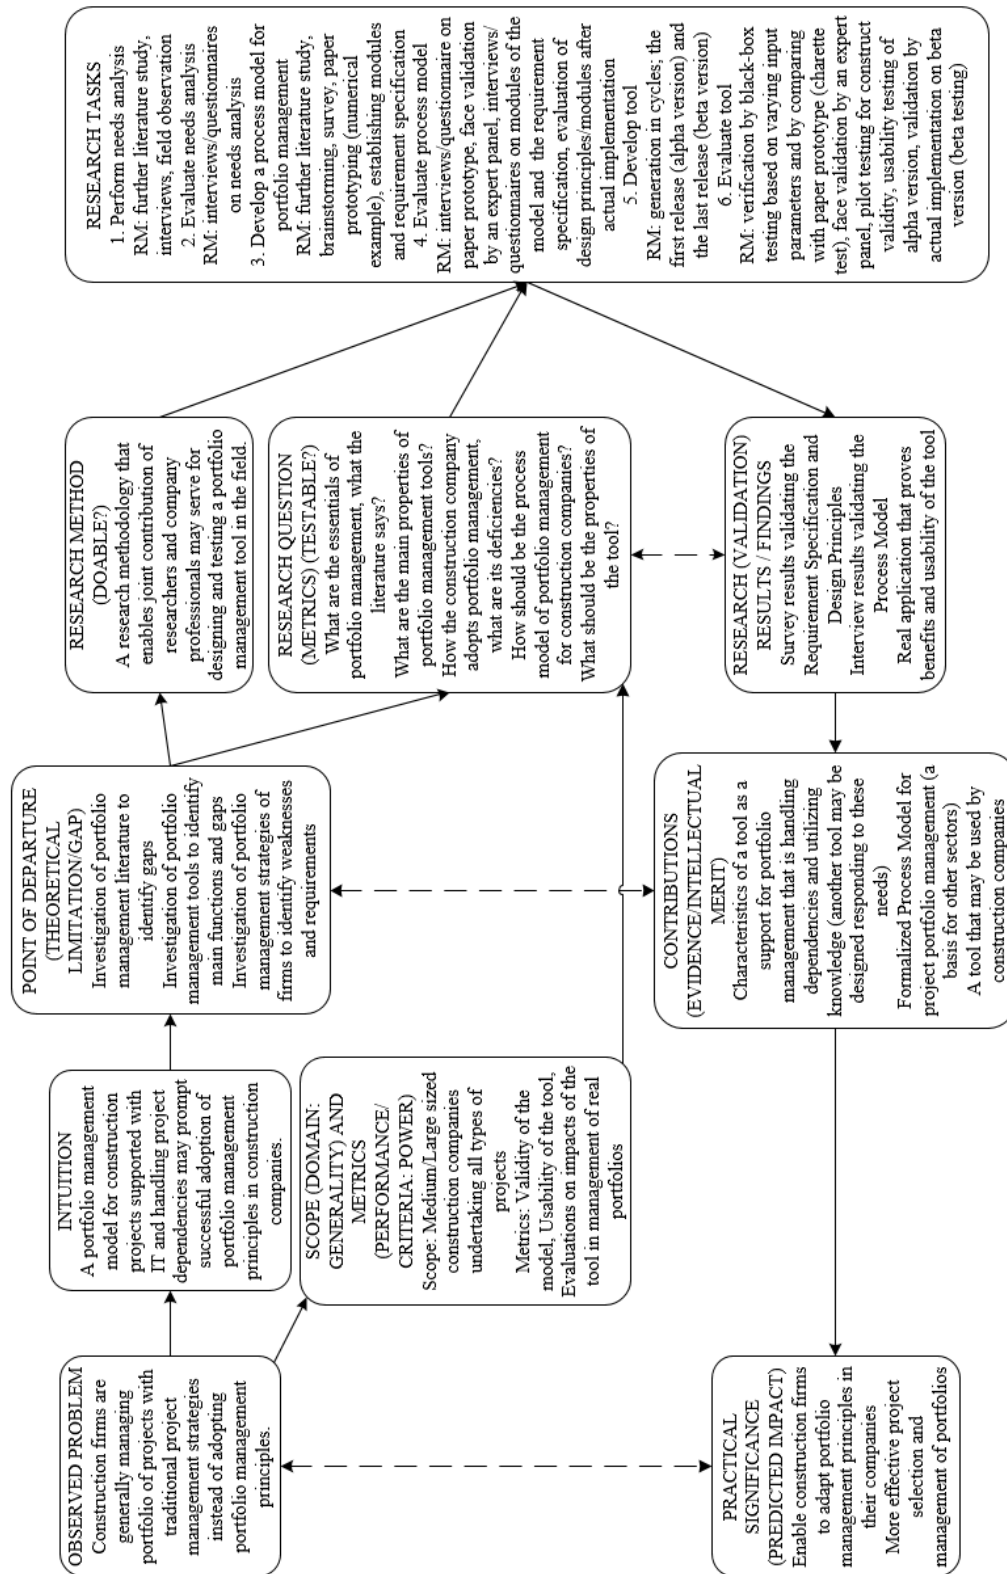 OBSERVED PROBLEM
Construction firms are
generally managing
portfolio of projects with
traditional project
management strategies
instead of adopting
portfolio management
principles.
INTUITION
A portfolio management
model for construction
projects supported with
IT and handling project
dependencies may prompt
successful adoption of
portfolio management
principles in construction
companies.
POINT OF DEPARTURE
(THEORETICAL
LIMITATION/GAP)
Investigation of portfolio
management literature to
identify gaps
Investigation of portfolio
management tools to identify
main functions and gaps
Investigation of portfolio
management strategies of
firms to identify weaknesses
and requirements
RESEARCH METHOD
(DOABLE?)
A research methodology that
enables joint contribution of
researchers and company
professionals may serve for
designing and testing a portfolio
management tool in the field.
RESEARCH TASKS
1. Perform needs analysis
RM: further literature study,
interviews, field observation
2. Evaluate needs analysis
RM: interviews/questionnaires
on needs analysis
3. Develop a process model for
portfolio management
RM: further literature study,
brainstorming, survey, paper
prototyping (numerical
example), establishing modules
and requirement specification
4. Evaluate process model
RM: interviews/questionnaire on
paper prototype, face validation
by an expert panel, interviews/
questionnaires on modules of the
model and the requirement
specification, evaluation of
design principles/modules after
actual implementation
5. Develop tool
RM: generation in cycles; the
first release (alpha version) and
the last release (beta version)
6. Evaluate tool
RM: verification by black-box
testing based on varying input
parameters and by comparing
with paper prototype (charette
test), face validation by an expert
panel, pilot testing for construct
validity, usability testing of
alpha version, validation by
actual implementation on beta
version (beta testing)
SCOPE (DOMAIN:
GENERALITY) AND
METRICS
(PERFORMANCE/
CRITERIA: POWER)
Scope: Medium/Large sized
construction companies
undertaking all types of
projects
Metrics: Validity of the
model, Usability of the tool,
Evaluations on impacts of the
tool in management of real
portfolios
RESEARCH QUESTION
(METRICS) (TESTABLE?)
What are the essentials of
portfolio management, what the
literature says?
What are the main properties of
portfolio management tools?
How the construction company
adopts portfolio management,
what are its deficiencies?
How should be the process
model of portfolio management
for construction companies?
What should be the properties of
the tool?
PRACTICAL
SIGNIFICANCE
(PREDICTED IMPACT)
Enable construction firms
to adapt portfolio
management principles in
their companies
More effective project
selection and
management of portfolios
CONTRIBUTIONS
(EVIDENCE/INTELLECTUAL
MERIT)
Characteristics of a tool as a
support for portfolio
management that is handling
dependencies and utilizing
knowledge (another tool may be
designed responding to these
needs)
Formalized Process Model for
project portfolio management (a
basis for other sectors)
A tool that may be used by
construction companies
RESEARCH (VALIDATION)
RESULTS / FINDINGS
Survey results validating the
Requirement Specification and
Design Principles
Interview results validating the
Process Model
Real application that proves
benefits and usability of the tool